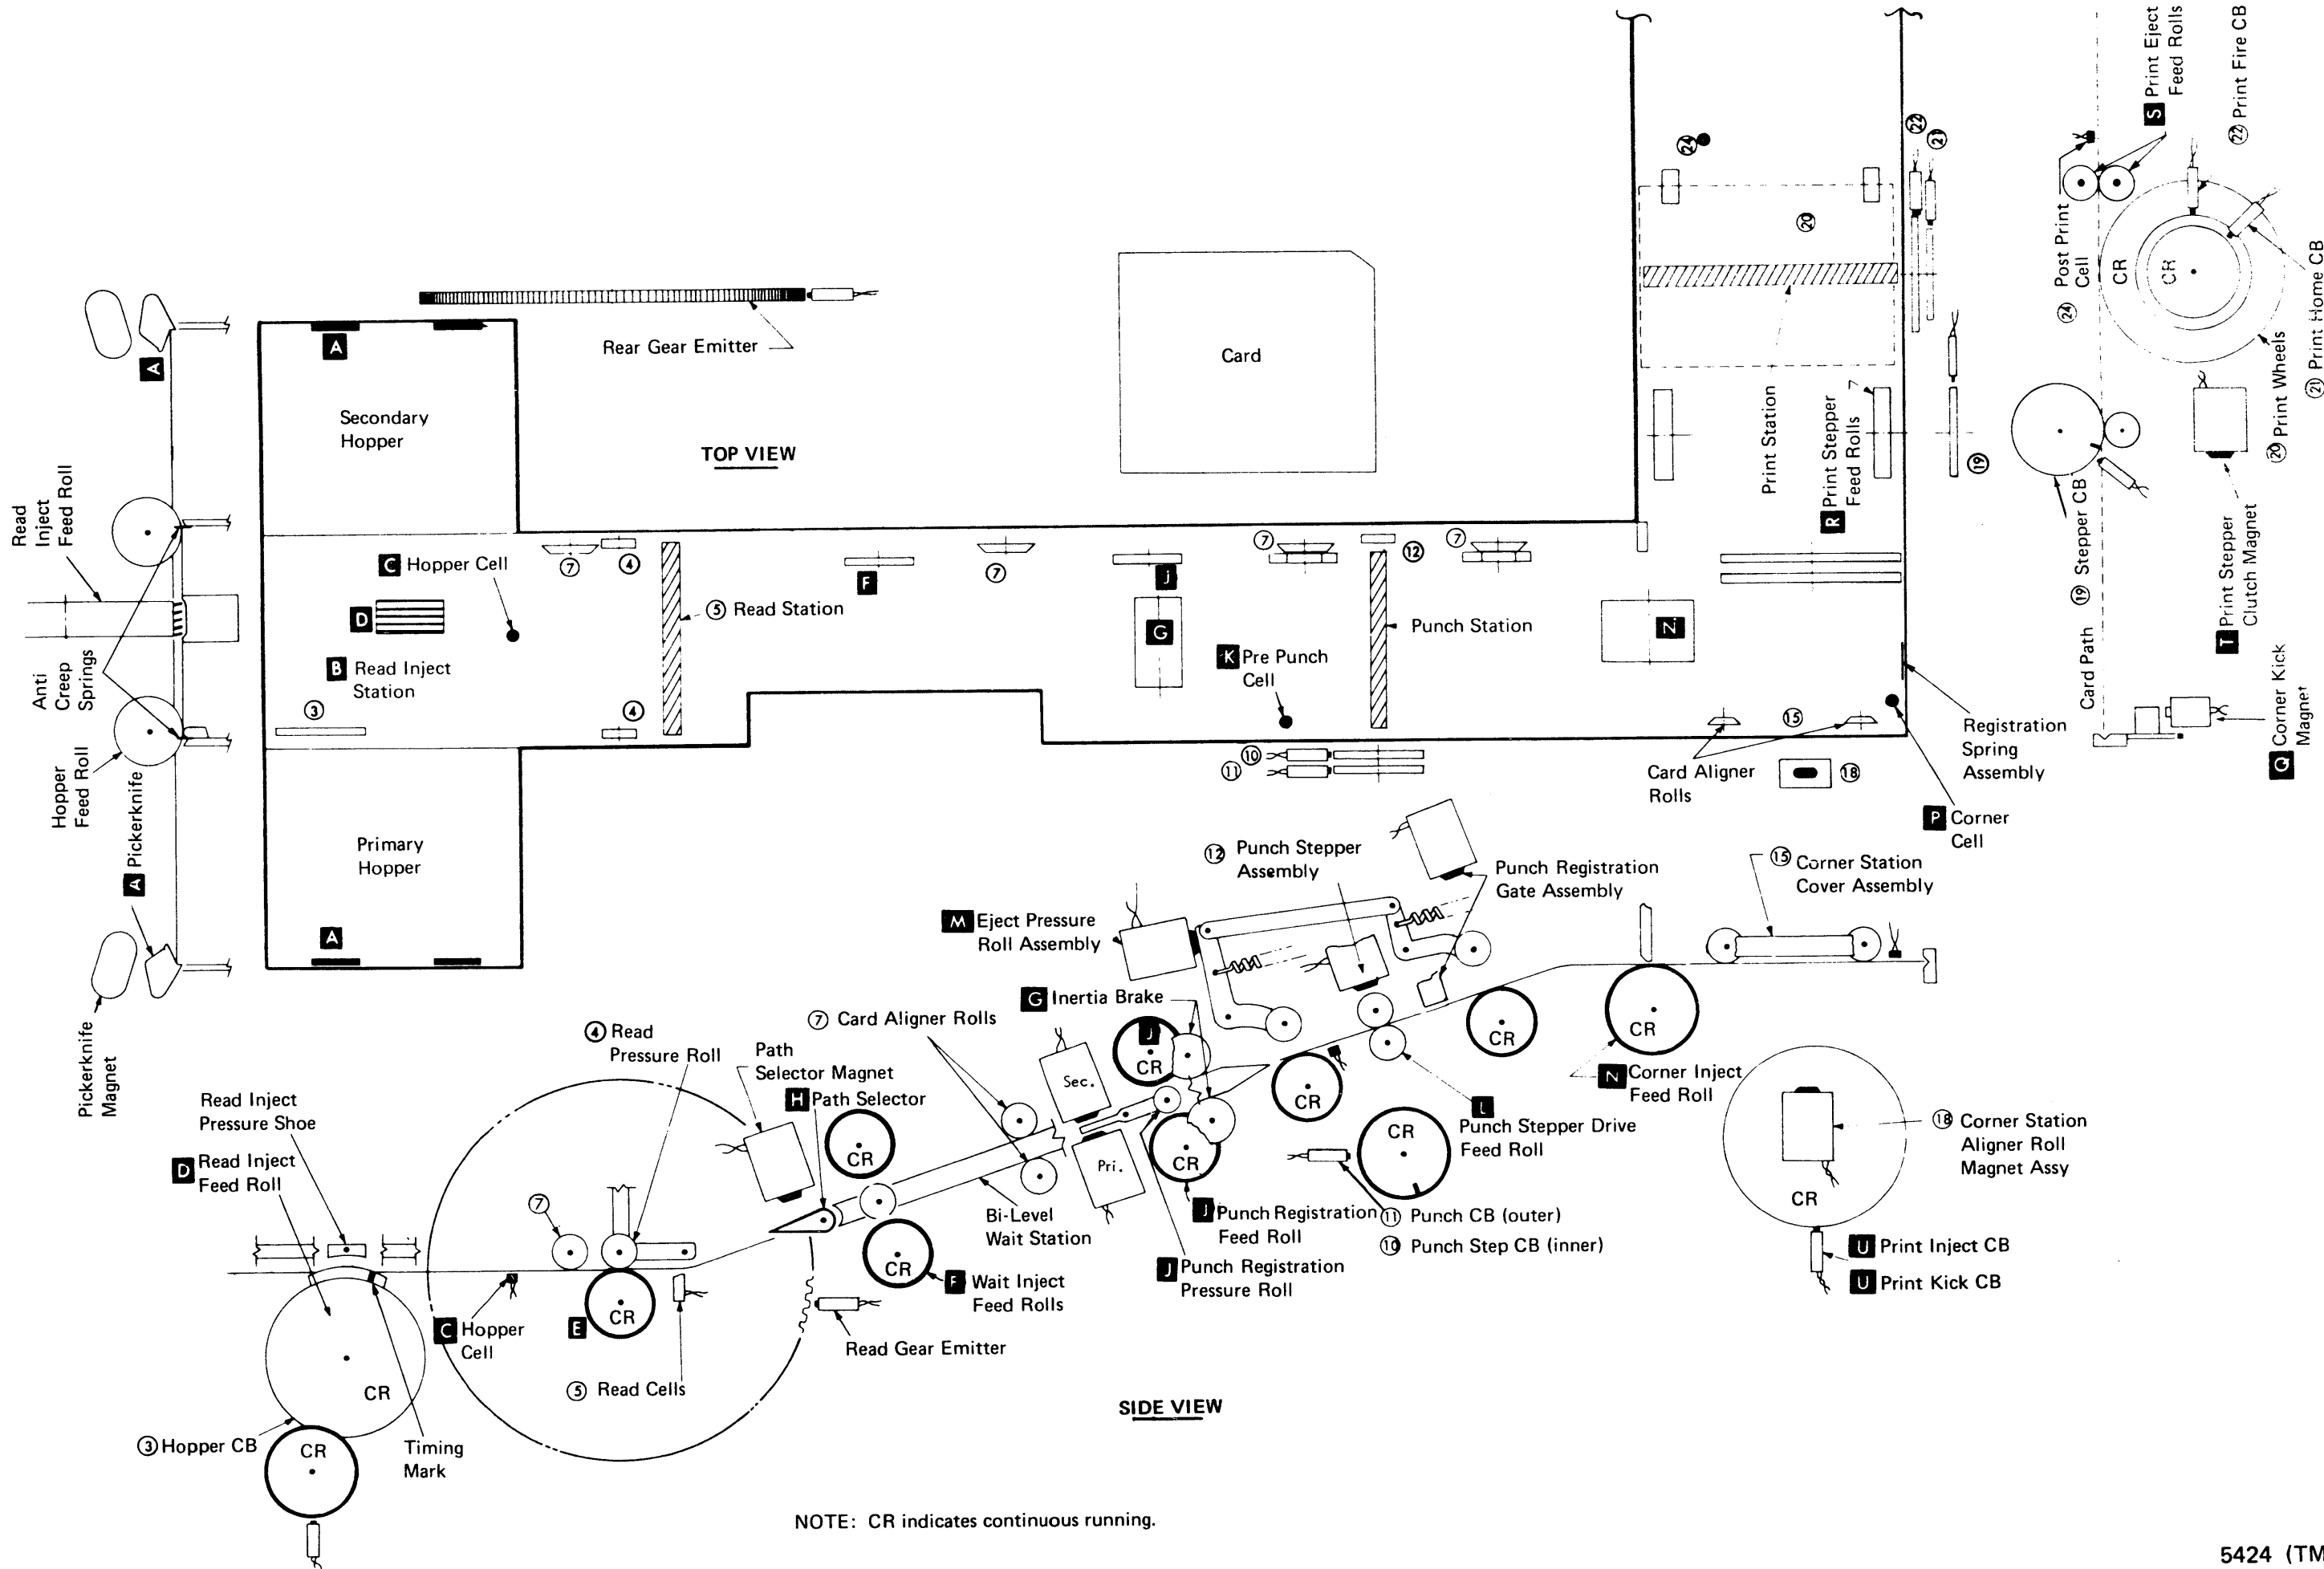 A
A
Secondary
Hopper
Rear Gear Emitter
TOP VIEW
Card
Read
Inject
Feed Roll
Anti
Creep
Springs
Hopper
Feed Roll
A Pickerknife
Pickerknife
Magnet
C Hopper Cell
D
B Read Inject
Station
3
7
4
4
5 Read Station
F
7
J
G
K Pre Punch
Cell
7
12
7
Punch Station
N
10
11
Primary
Hopper
A
24
20
22
21
Print Station
R Print Stepper
Feed Rolls
7
19
15
Card Aligner
Rolls
18
Registration
Spring
Assembly
P Corner
Cell
S Print Eject
Feed Rolls
22 Print Fire CB
24 Post Print
Cell
CR
CR
21 Print Home CB
20 Print Wheels
19 Stepper CB
T Print Stepper
Clutch Magnet
Card Path
Q Corner Kick
Magnet
12 Punch Stepper
Assembly
Punch Registration
Gate Assembly
15 Corner Station
Cover Assembly
M Eject Pressure
Roll Assembly
G Inertia Brake
7 Card Aligner Rolls
4 Read
Pressure Roll
Path
Selector Magnet
H Path Selector
Sec.
Pri.
J
CR
CR
CR
CR
CR
CR
CR
N Corner Inject
Feed Roll
L
Punch Stepper Drive
Feed Roll
18 Corner Station
Aligner Roll
Magnet Assy
CR
Read Inject
Pressure Shoe
D Read Inject
Feed Roll
7
Bi-Level
Wait Station
J Punch Registration
Feed Roll
11 Punch CB (outer)
10 Punch Step CB (inner)
J Punch Registration
Pressure Roll
U Print Inject CB
U Print Kick CB
CR
F Wait Inject
Feed Rolls
C Hopper
Cell
E
CR
Read Gear Emitter
5 Read Cells
CR
3 Hopper CB
CR
Timing
Mark
SIDE VIEW
NOTE: CR indicates continuous running.
5424 (TM